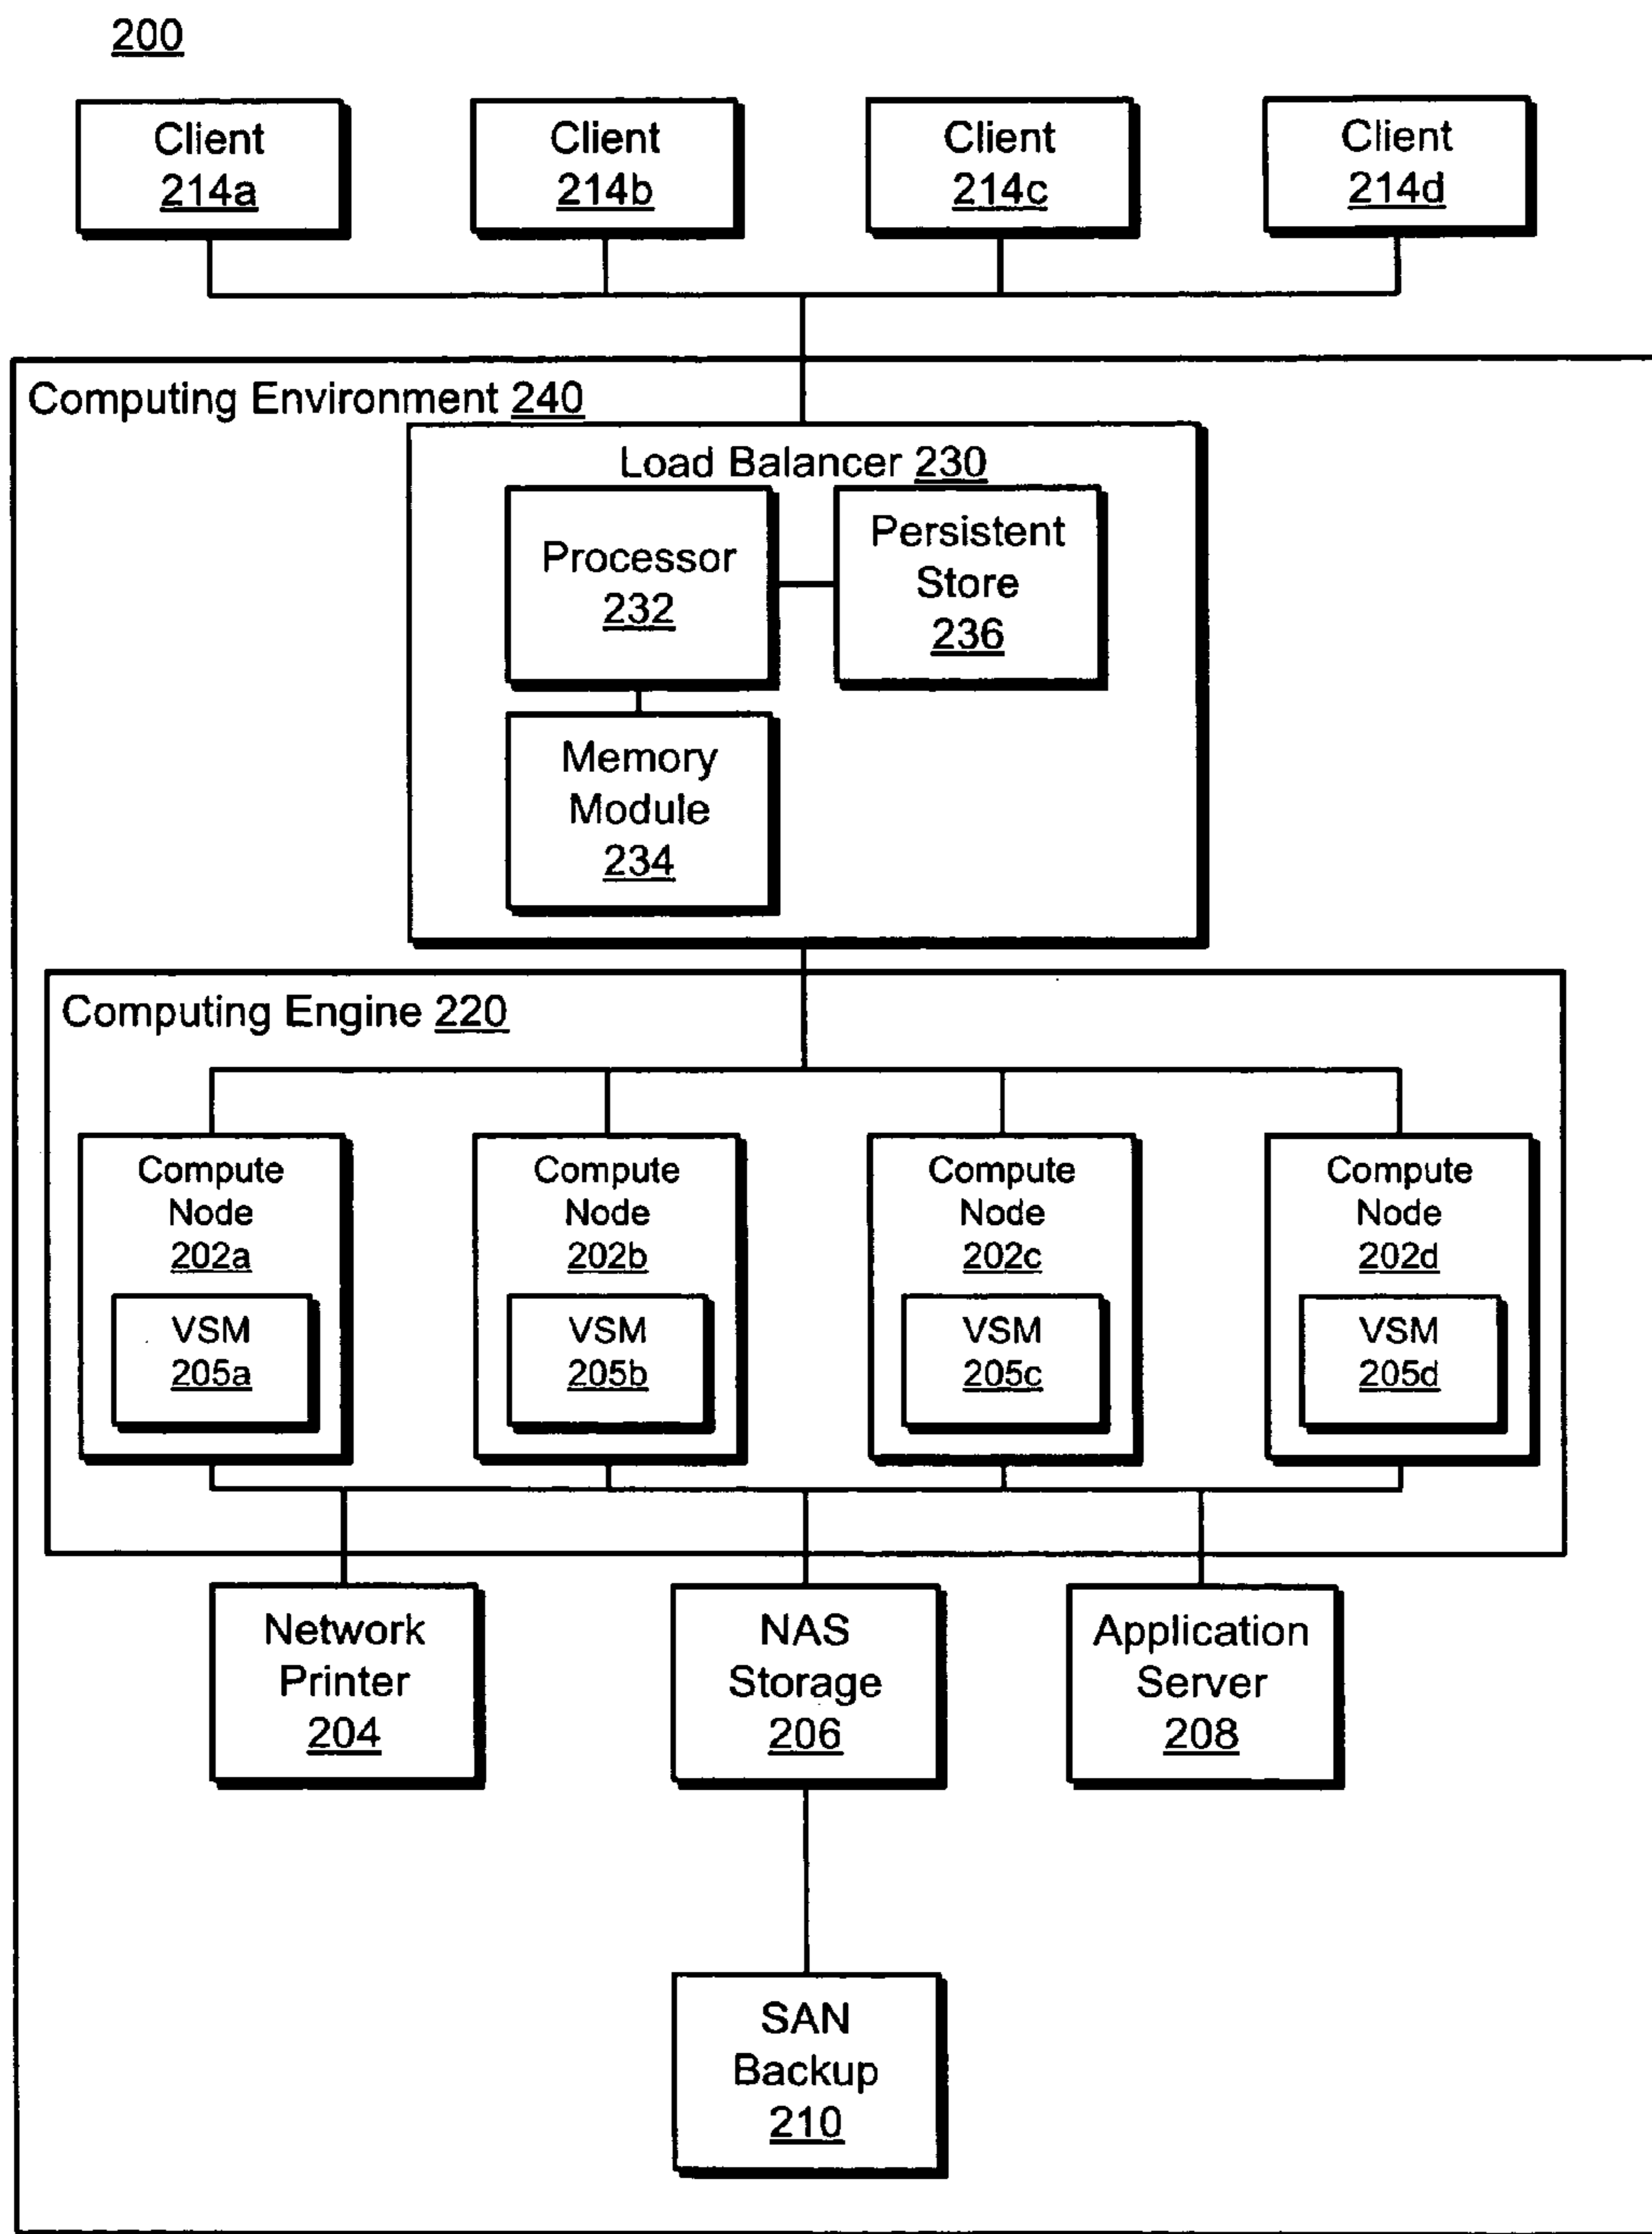 200
Client
214a
Client
214b
Client
214c
Client
214d
Computing Environment 240
Load Balancer 230
Processor
232
Persistent
Store
236
Memory
Module
234
Computing Engine 220
Compute
Node
202a
VSM
205a
Compute
Node
202b
VSM
205b
Compute
Node
202c
VSM
205c
Compute
Node
202d
VSM
205d
Network
Printer
204
NAS
Storage
206
Application
Server
208
SAN
Backup
210